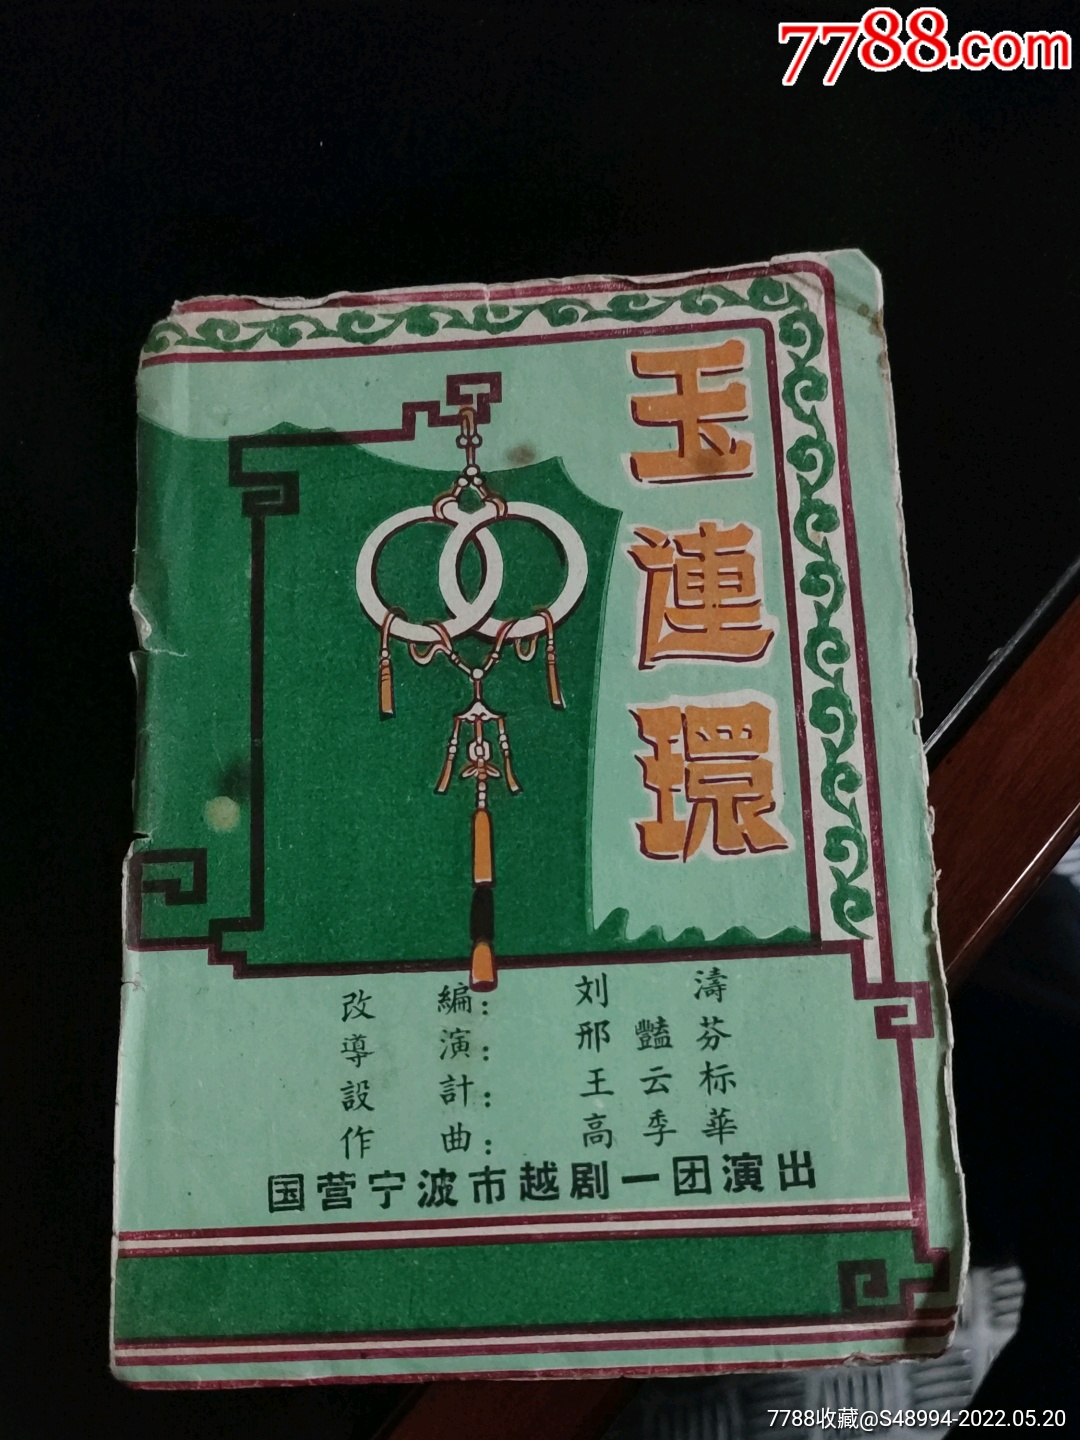 7788.com
玉連環
改編：刘濤
導演：邢豔芬
設計：王云标
作曲：高季華
国营宁波市越剧一团演出
7788收藏@S48994-2022.05.20